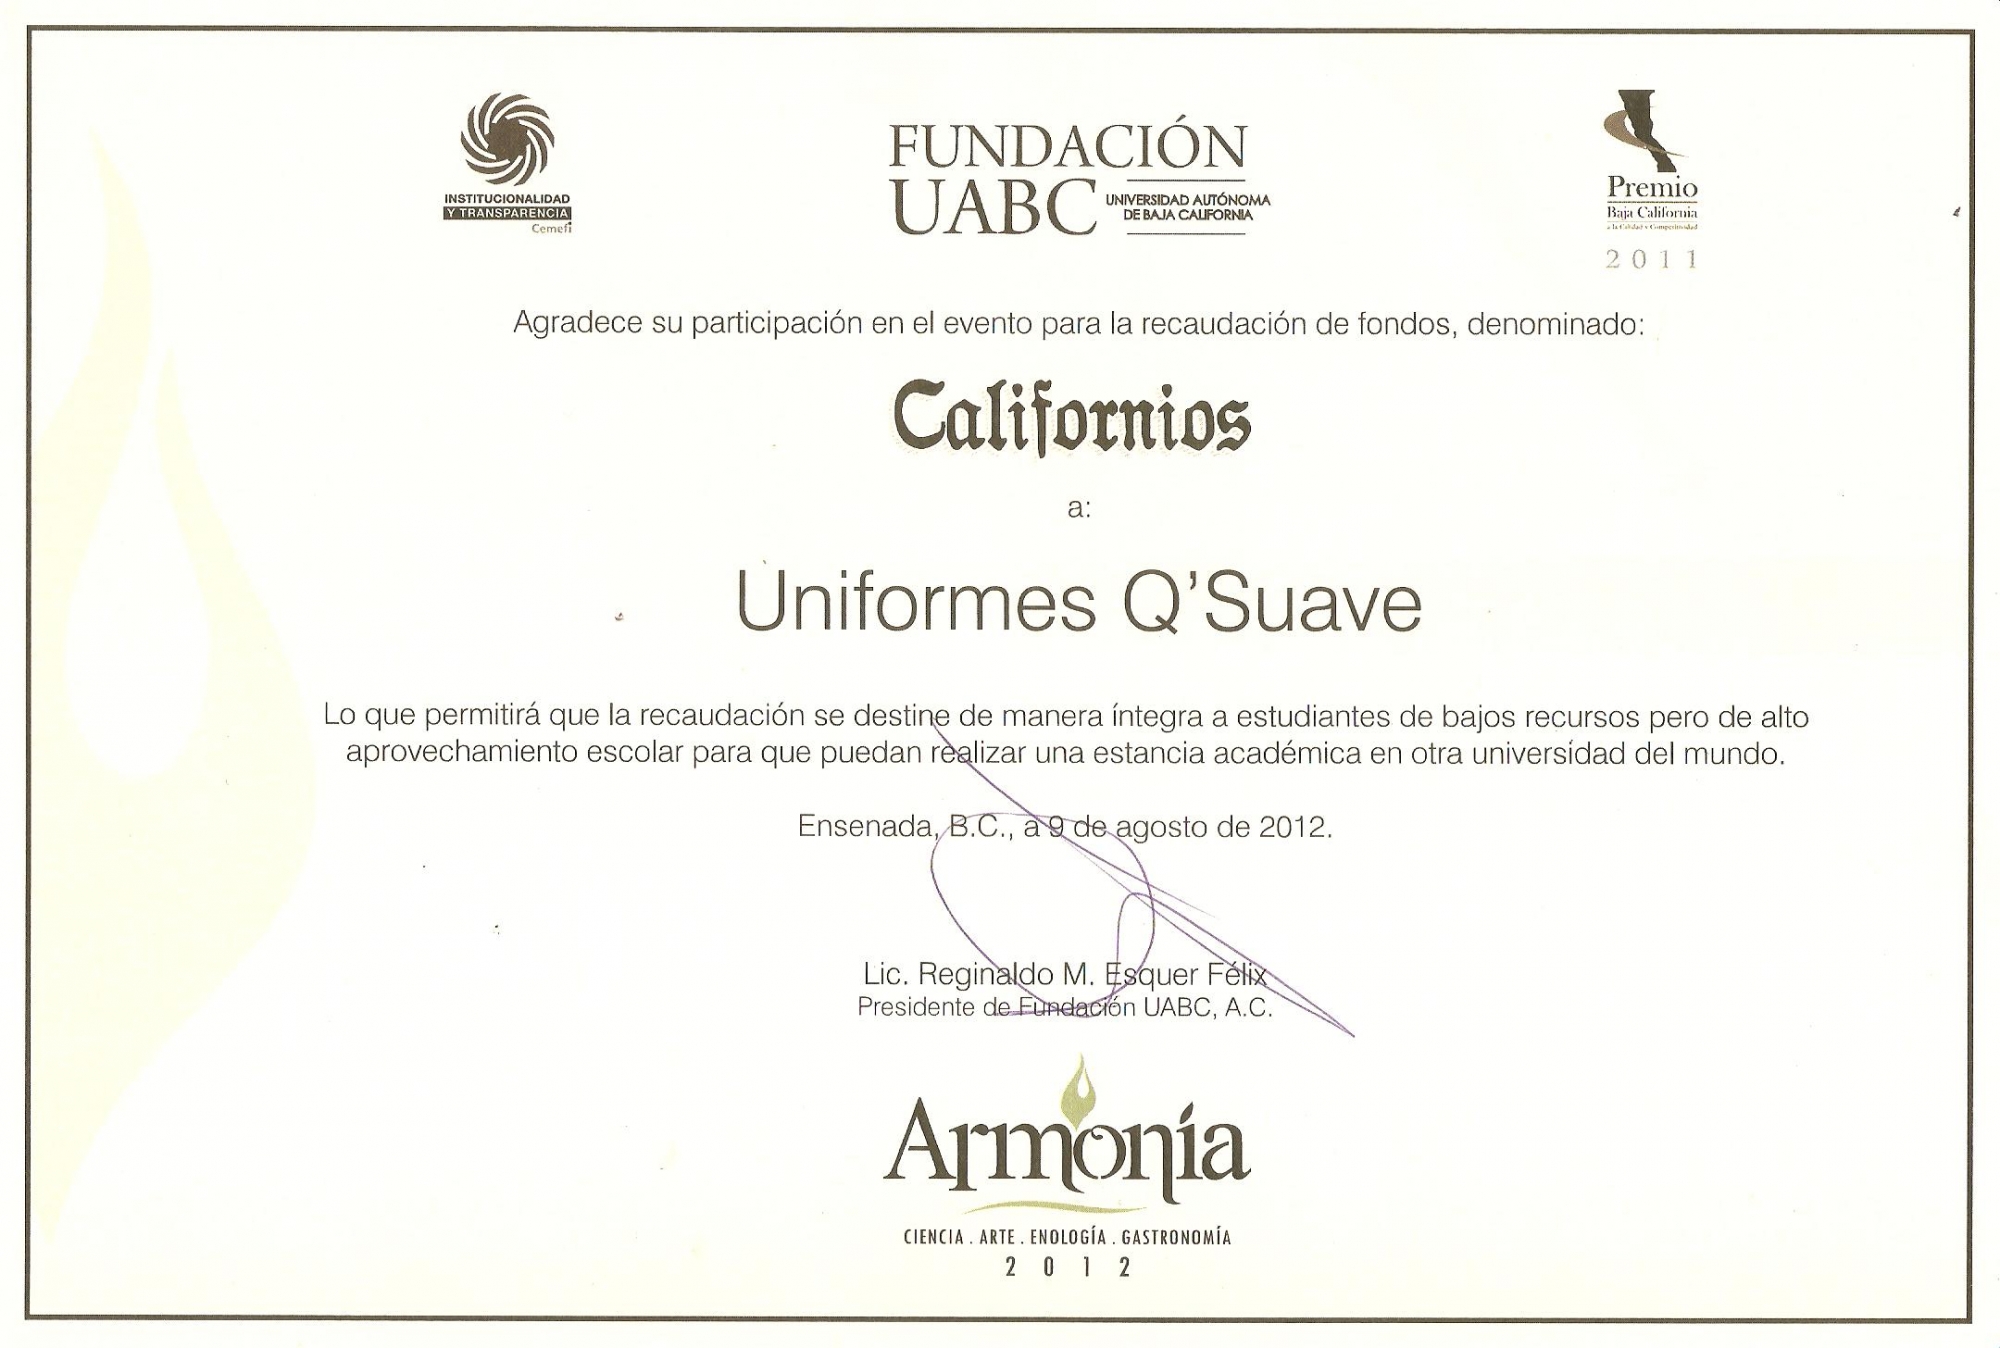 INSTITUCIONALIDAD
Y TRANSPARENCIA
Cemefi
FUNDACIÓN
UABC UNIVERSIDAD AUTÓNOMA
DE BAJA CALIFORNIA
Premio
Baja California
a la Calidad y Competitividad
2011
Agradece su participación en el evento para la recaudación de fondos, denominado:
Californios
a:
Uniformes Q'Suave
Lo que permitirá que la recaudación se destine de manera íntegra a estudiantes de bajos recursos pero de alto
aprovechamiento escolar para que puedan realizar una estancia académica en otra universidad del mundo.
Ensenada, B.C., a 9 de agosto de 2012.
Lic. Reginaldo M. Esquer Félix
Presidente de Fundación UABC, A.C.
Armonía
CIENCIA . ARTE . ENOLOGÍA . GASTRONOMÍA
2012